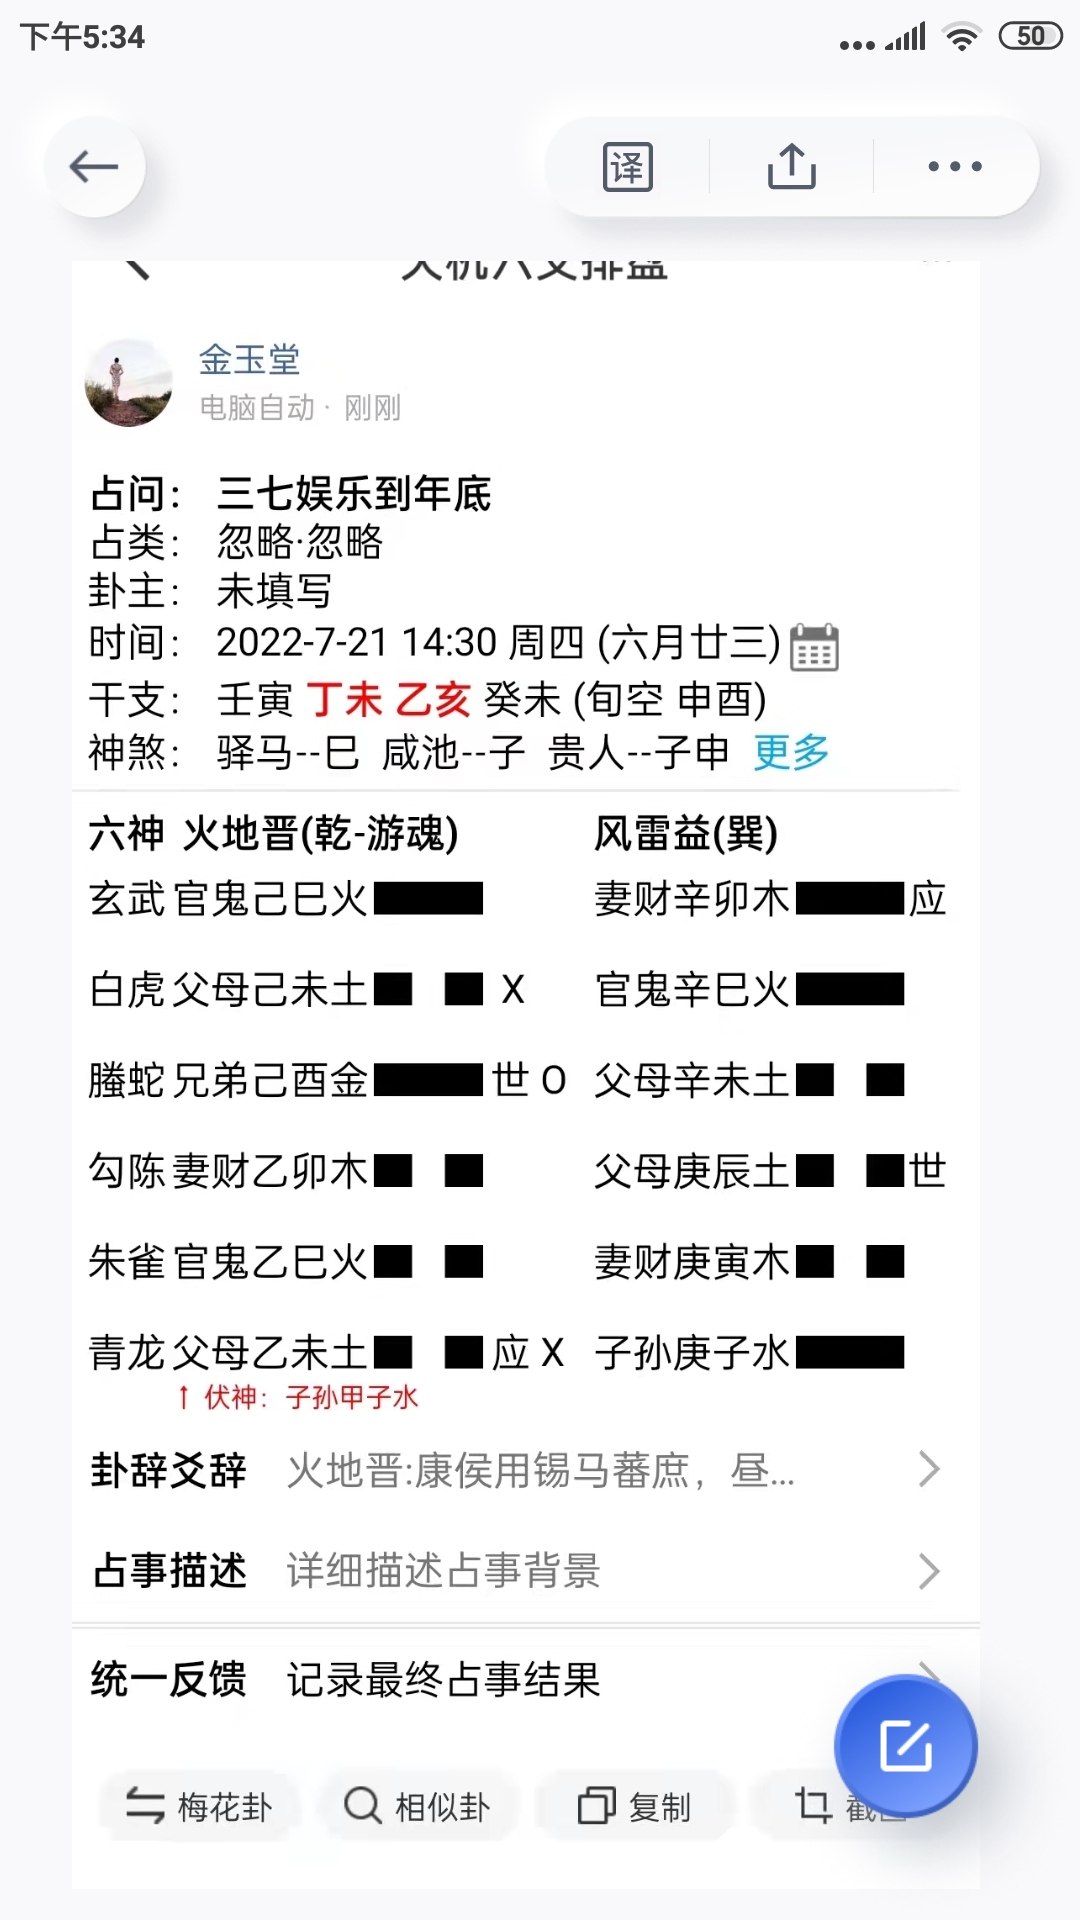 下午5:34
50
译
天机六爻排盘
金玉堂
电脑自动 · 刚刚
占问： 三七娱乐到年底
占类： 忽略·忽略
卦主： 未填写
时间： 2022-7-21 14:30 周四 (六月廿三)
干支： 壬寅 丁未 乙亥 癸未 (旬空 申酉)
神煞： 驿马--巳 咸池--子 贵人--子申 更多
六神 火地晋(乾-游魂) 风雷益(巽)
玄武 官鬼己巳火 妻财辛卯木 应
白虎 父母己未土 X 官鬼辛巳火
螣蛇 兄弟己酉金 世 O 父母辛未土
勾陈 妻财乙卯木 父母庚辰土 世
朱雀 官鬼乙巳火 妻财庚寅木
青龙 父母乙未土 应 X 子孙庚子水
↑ 伏神：子孙甲子水
卦辞爻辞 火地晋:康侯用锡马蕃庶，昼...
占事描述 详细描述占事背景
统一反馈 记录最终占事结果
梅花卦 相似卦 复制 截